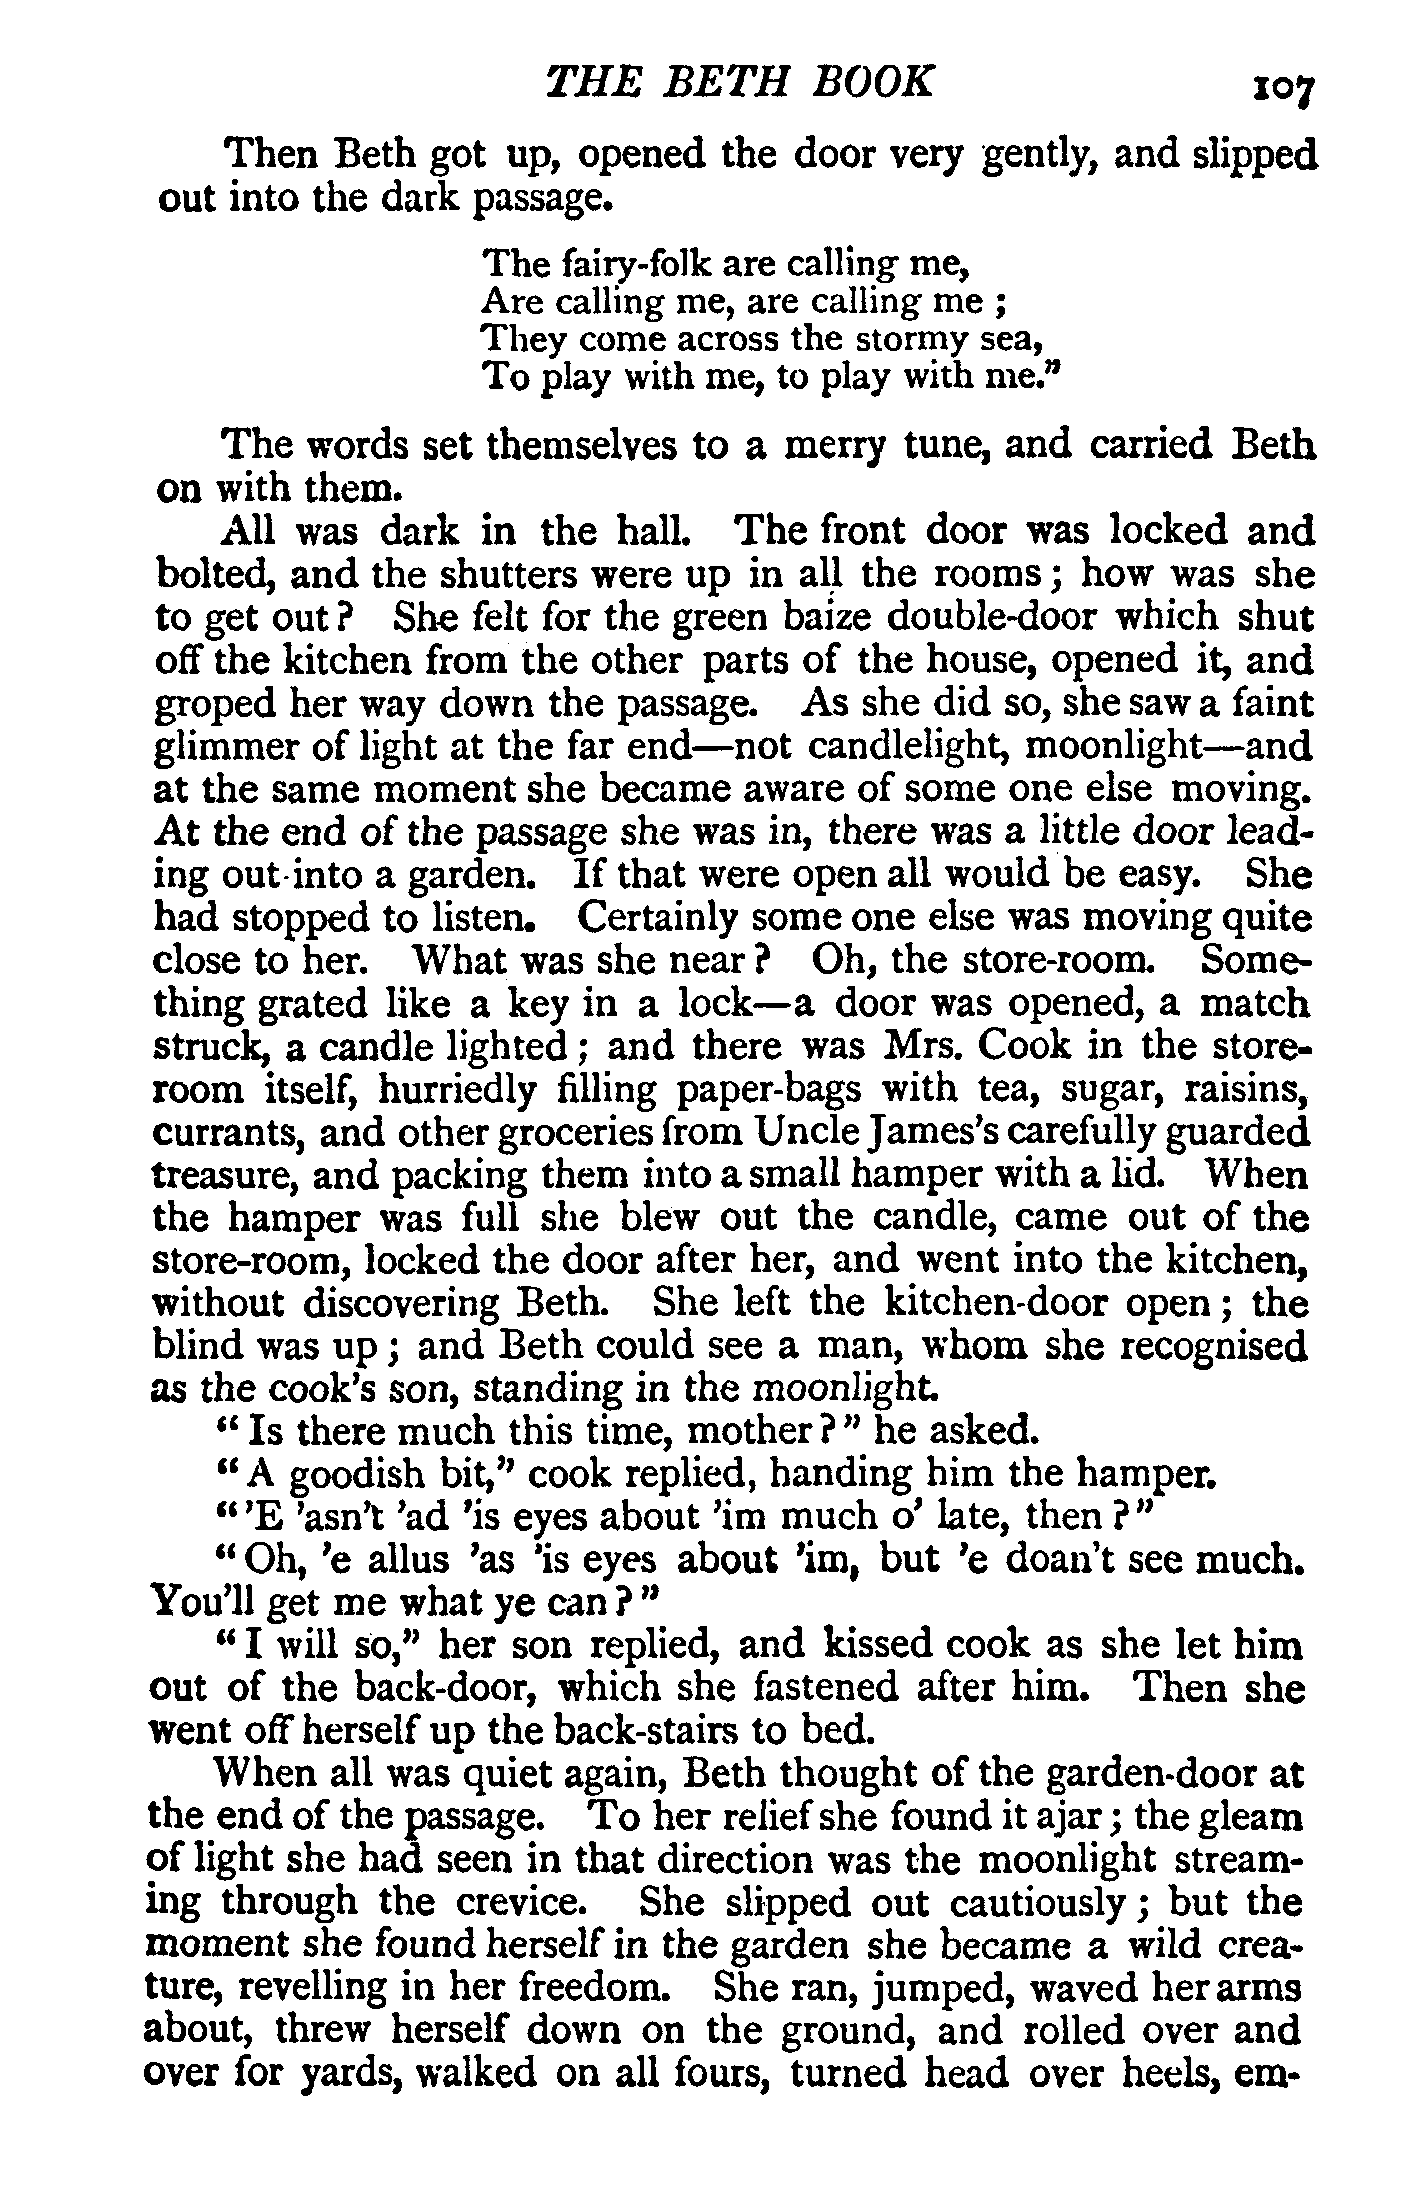 THE BETH BOOK 107
Then Beth got up, opened the door very gently, and slipped
out into the dark passage.
The fairy-folk are calling me,
Are calling me, are calling me ;
They come across the stormy sea,
To play with me, to play with me.”
The words set themselves to a merry tune, and carried Beth
on with them.
All was dark in the hall. The front door was locked and
bolted, and the shutters were up in all the rooms ; how was she
to get out ? She felt for the green baize double-door which shut
off the kitchen from the other parts of the house, opened it, and
groped her way down the passage. As she did so, she saw a faint
glimmer of light at the far end—not candlelight, moonlight—and
at the same moment she became aware of some one else moving.
At the end of the passage she was in, there was a little door lead-
ing out into a garden. If that were open all would be easy. She
had stopped to listen. Certainly some one else was moving quite
close to her. What was she near ? Oh, the store-room. Some-
thing grated like a key in a lock—a door was opened, a match
struck, a candle lighted ; and there was Mrs. Cook in the store-
room itself, hurriedly filling paper-bags with tea, sugar, raisins,
currants, and other groceries from Uncle James's carefully guarded
treasure, and packing them into a small hamper with a lid. When
the hamper was full she blew out the candle, came out of the
store-room, locked the door after her, and went into the kitchen,
without discovering Beth. She left the kitchen-door open ; the
blind was up ; and Beth could see a man, whom she recognised
as the cook's son, standing in the moonlight.
“ Is there much this time, mother ? ” he asked.
“ A goodish bit,” cook replied, handing him the hamper.
“ 'E 'asn't 'ad 'is eyes about 'im much o' late, then ? ”
“ Oh, 'e allus 'as 'is eyes about 'im, but 'e doan't see much.
You'll get me what ye can ? ”
“ I will so,” her son replied, and kissed cook as she let him
out of the back-door, which she fastened after him. Then she
went off herself up the back-stairs to bed.
When all was quiet again, Beth thought of the garden-door at
the end of the passage. To her relief she found it ajar ; the gleam
of light she had seen in that direction was the moonlight stream-
ing through the crevice. She slipped out cautiously ; but the
moment she found herself in the garden she became a wild crea-
ture, revelling in her freedom. She ran, jumped, waved her arms
about, threw herself down on the ground, and rolled over and
over for yards, walked on all fours, turned head over heels, em-